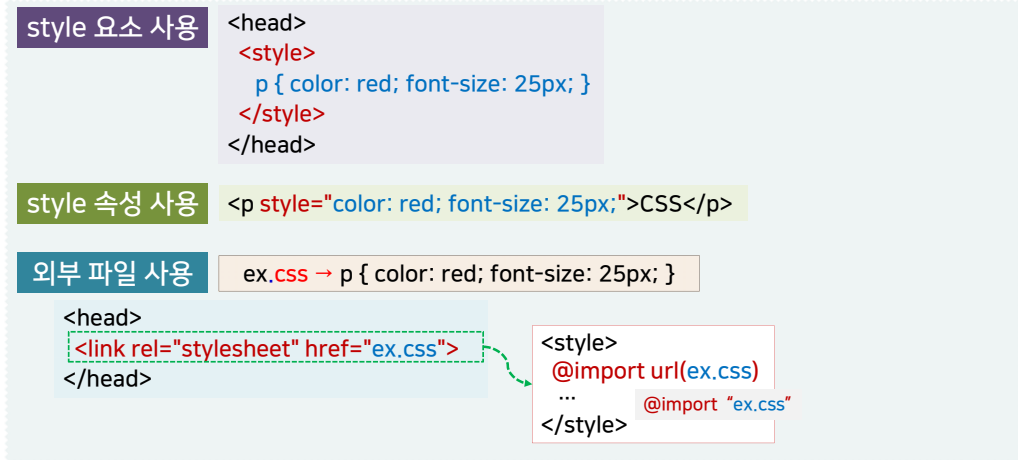 style 요소 사용
<head>
<style>
p { color: red; font-size: 25px; }
</style>
</head>
style 속성 사용
<p style="color: red; font-size: 25px;">CSS</p>
외부 파일 사용
ex.css → p { color: red; font-size: 25px; }
<head>
<link rel="stylesheet" href="ex.css">
</head>
<style>
@import url(ex.css)
...
@import “ex.css”
</style>